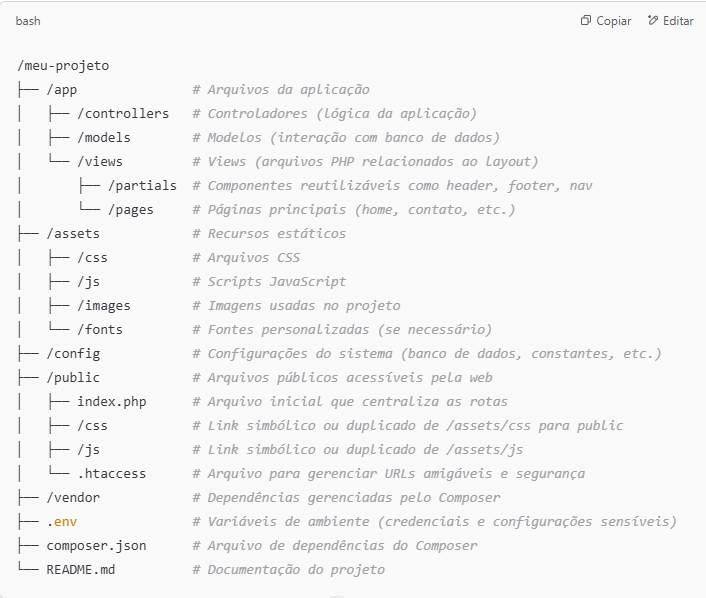 bash Copiar Editar
/meu-projeto
├── /app # Arquivos da aplicação
│   ├── /controllers # Controladores (lógica da aplicação)
│   ├── /models # Modelos (interação com banco de dados)
│   └── /views # Views (arquivos PHP relacionados ao layout)
│       ├── /partials # Componentes reutilizáveis como header, footer, nav
│       └── /pages # Páginas principais (home, contato, etc.)
├── /assets # Recursos estáticos
│   ├── /css # Arquivos CSS
│   ├── /js # Scripts JavaScript
│   ├── /images # Imagens usadas no projeto
│   └── /fonts # Fontes personalizadas (se necessário)
├── /config # Configurações do sistema (banco de dados, constantes, etc.)
├── /public # Arquivos públicos acessíveis pela web
│   ├── index.php # Arquivo inicial que centraliza as rotas
│   ├── /css # Link simbólico ou duplicado de /assets/css para public
│   ├── /js # Link simbólico ou duplicado de /assets/js
│   └── .htaccess # Arquivo para gerenciar URLs amigáveis e segurança
├── /vendor # Dependências gerenciadas pelo Composer
├── .env # Variáveis de ambiente (credenciais e configurações sensíveis)
├── composer.json # Arquivo de dependências do Composer
└── README.md # Documentação do projeto